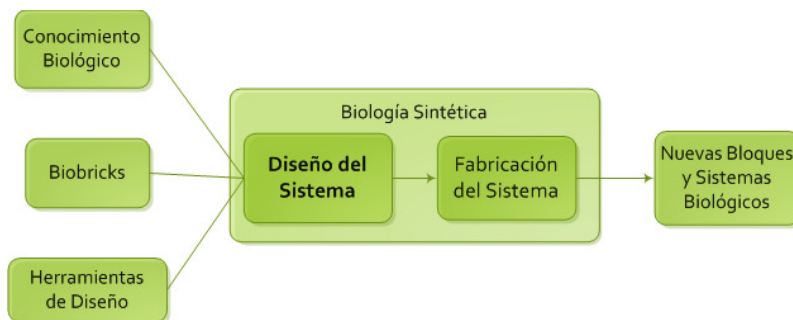 Conocimiento
Biológico
Biobricks
Herramientas
de Diseño
Biología Sintética
Diseño del
Sistema
Fabricación
del Sistema
Nuevas Bloques
y Sistemas
Biológicos